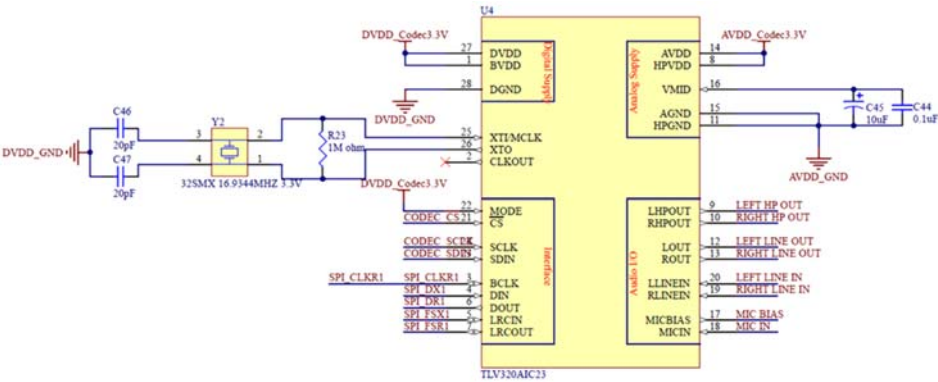 U4
DVDD_Codec3.3V
27
DVDD
1
BVDD
28
DGND
DVDD_GND
Digital Supply
Analog Supply
AVDD
14
HPVDD
8
AVDD_Codec3.3V
VMID
16
AGND
15
HPGND
11
C45
10uF
C44
0.1uF
AVDD_GND
C46
20pF
C47
20pF
DVDD_GND
Y2
3
2
4
1
32SMX 16.9344MHZ 3.3V
R23
1M ohm
25
XTI/MCLK
26
XTO
2
CLKOUT
DVDD_Codec3.3V
22
MODE
CODEC_CS
21
CS
CODEC_SCLK
SCLK
CODEC_SDIN
SDIN
SPI_CLKR1
SPI_CLKR1
3
BCLK
SPI_DX1
4
DIN
SPI_DR1
6
DOUT
SPI_FSX1
5
LRCIN
SPI_FSR1
7
LRCOUT
Interface
Audio I/O
LHPOUT
9
LEFT HP OUT
RHPOUT
10
RIGHT HP OUT
LOUT
12
LEFT LINE OUT
ROUT
13
RIGHT LINE OUT
LLINEIN
20
LEFT LINE IN
RLINEIN
19
RIGHT LINE IN
MICBIAS
17
MIC BIAS
MICIN
18
MIC IN
TLV320AIC23